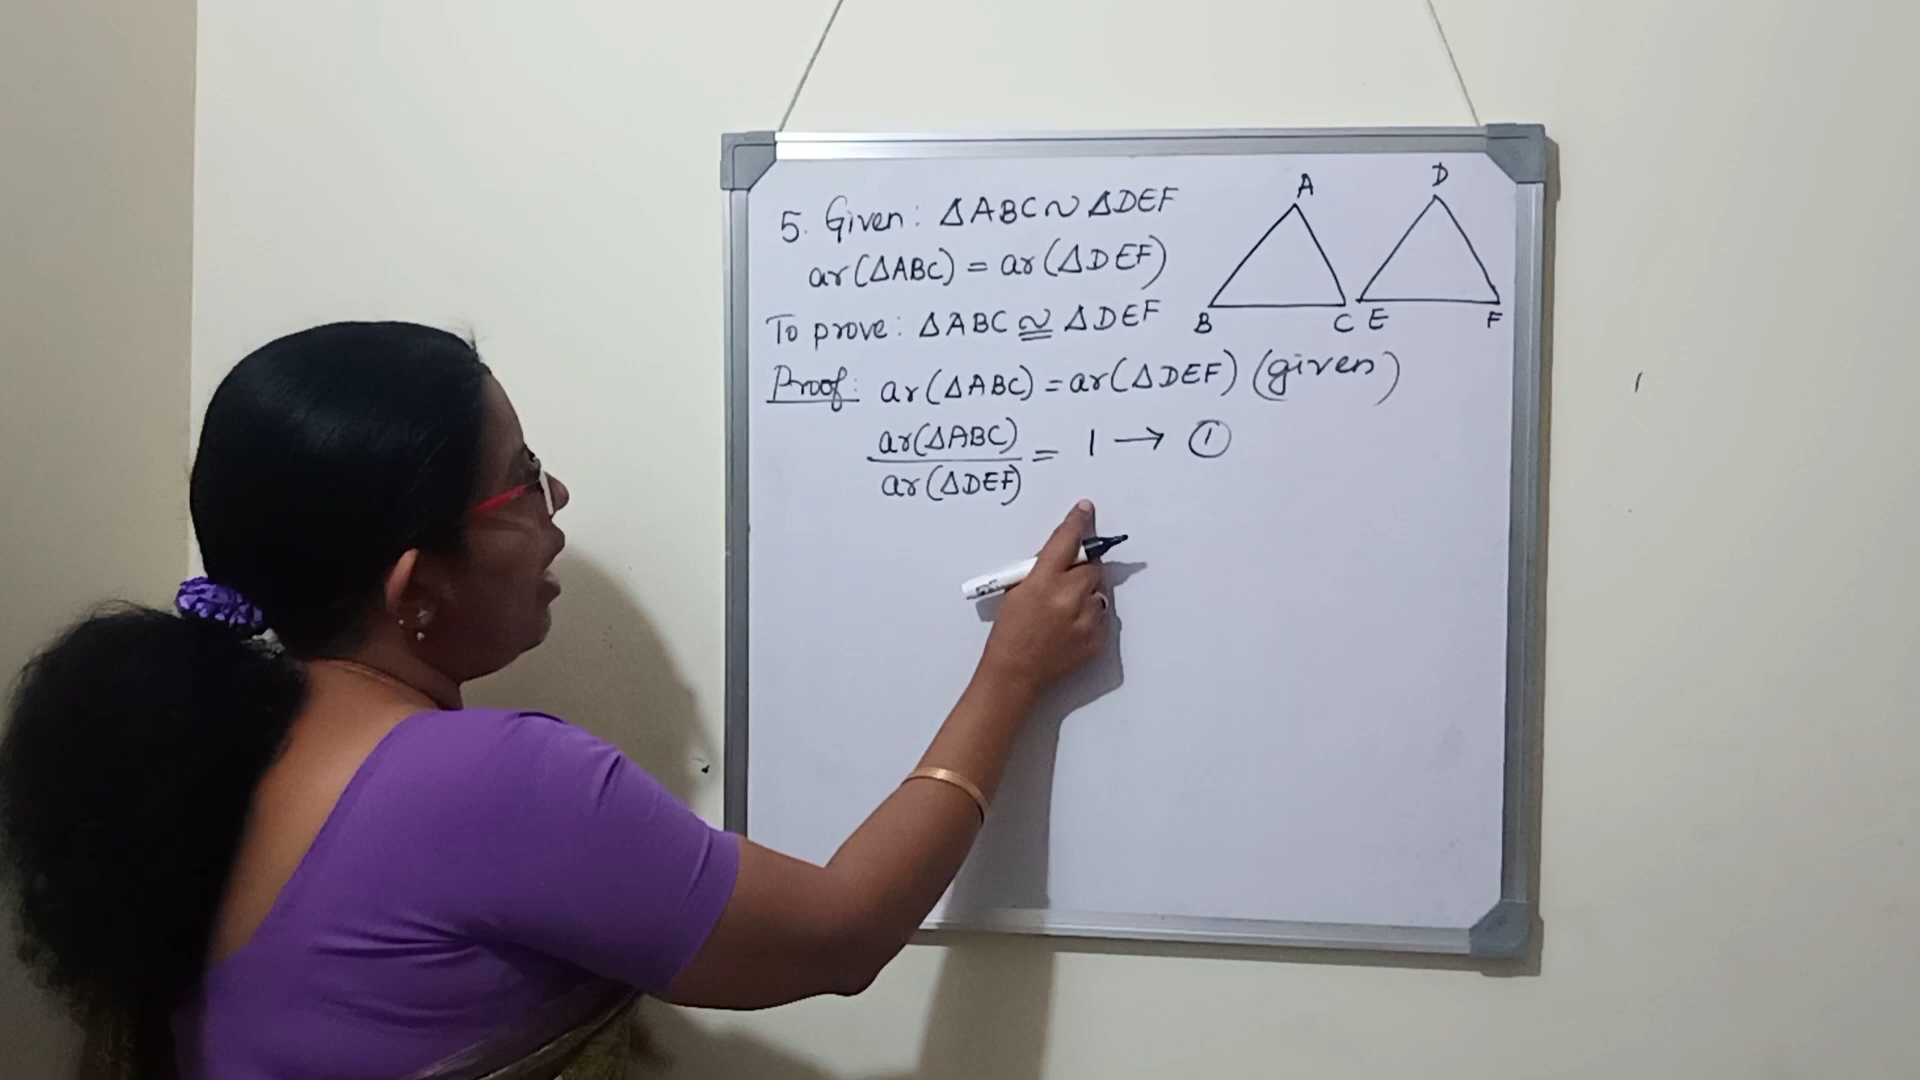 5. Given: ΔABC ~ ΔDEF
ar(ΔABC) = ar(ΔDEF)
To prove: ΔABC ≅ ΔDEF
Proof: ar(ΔABC) = ar(ΔDEF) (given)
ar(ΔABC)/ar(ΔDEF) = 1 → ①
A
D
B
C
E
F